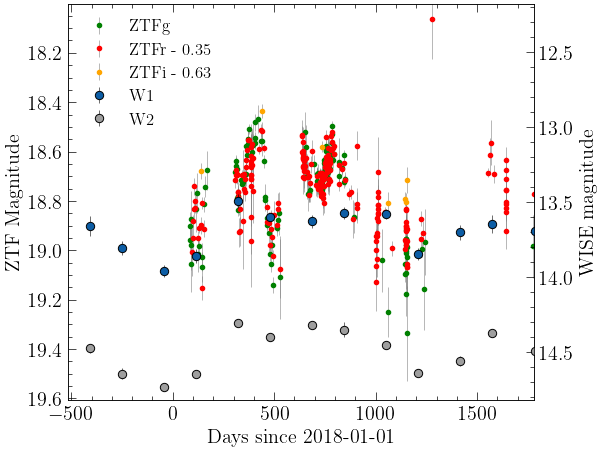 ZTFg
ZTFr - 0.35
ZTFi - 0.63
W1
W2
18.2
18.4
18.6
18.8
19.0
19.2
19.4
19.6
ZTF Magnitude
12.5
13.0
13.5
14.0
14.5
WISE magnitude
−500
0
500
1000
1500
Days since 2018-01-01